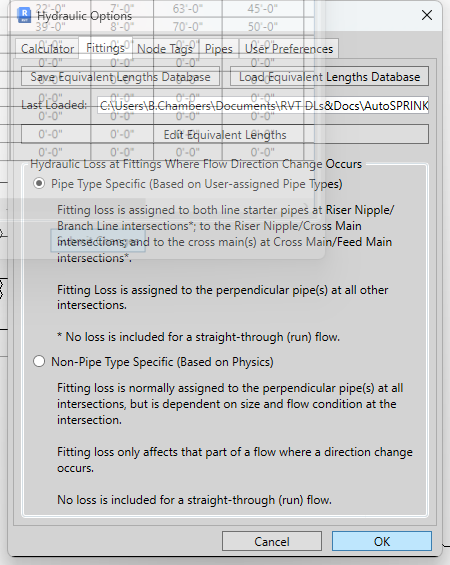 Hydraulic Options
22'-0" 7'-0" 63'-0" 45'-0"
39'-0" 8'-0" 70'-0" 50'-0"
0'-0" 0'-0" 0'-0" 0'-0"
Calculator Fittings Node Tags Pipes User Preferences
0'-0" 0'-0" 0'-0" 0'-0"
Save Equivalent Lengths Database Load Equivalent Lengths Database
0'-0" 0'-0" 0'-0" 0'-0"
Last Loaded: C:\Users\B.Chambers\Documents\RVT DLs&Docs\AutoSPRINK
0'-0" 0'-0" 0'-0" 0'-0"
Edit Equivalent Lengths
0'-0" 0'-0" 0'-0" 0'-0"
Hydraulic Loss at Fittings Where Flow Direction Change Occurs
Pipe Type Specific (Based on User-assigned Pipe Types)
Fitting loss is assigned to both line starter pipes at Riser Nipple/
Branch Line intersections*; to the Riser Nipple/Cross Main
intersections; and to the cross main(s) at Cross Main/Feed Main
intersections*.
Fitting Loss is assigned to the perpendicular pipe(s) at all other
intersections.
* No loss is included for a straight-through (run) flow.
Non-Pipe Type Specific (Based on Physics)
Fitting loss is normally assigned to the perpendicular pipe(s) at all
intersections, but is dependent on size and flow condition at the
intersection.
Fitting loss only affects that part of a flow where a direction change
occurs.
No loss is included for a straight-through (run) flow.
Cancel OK